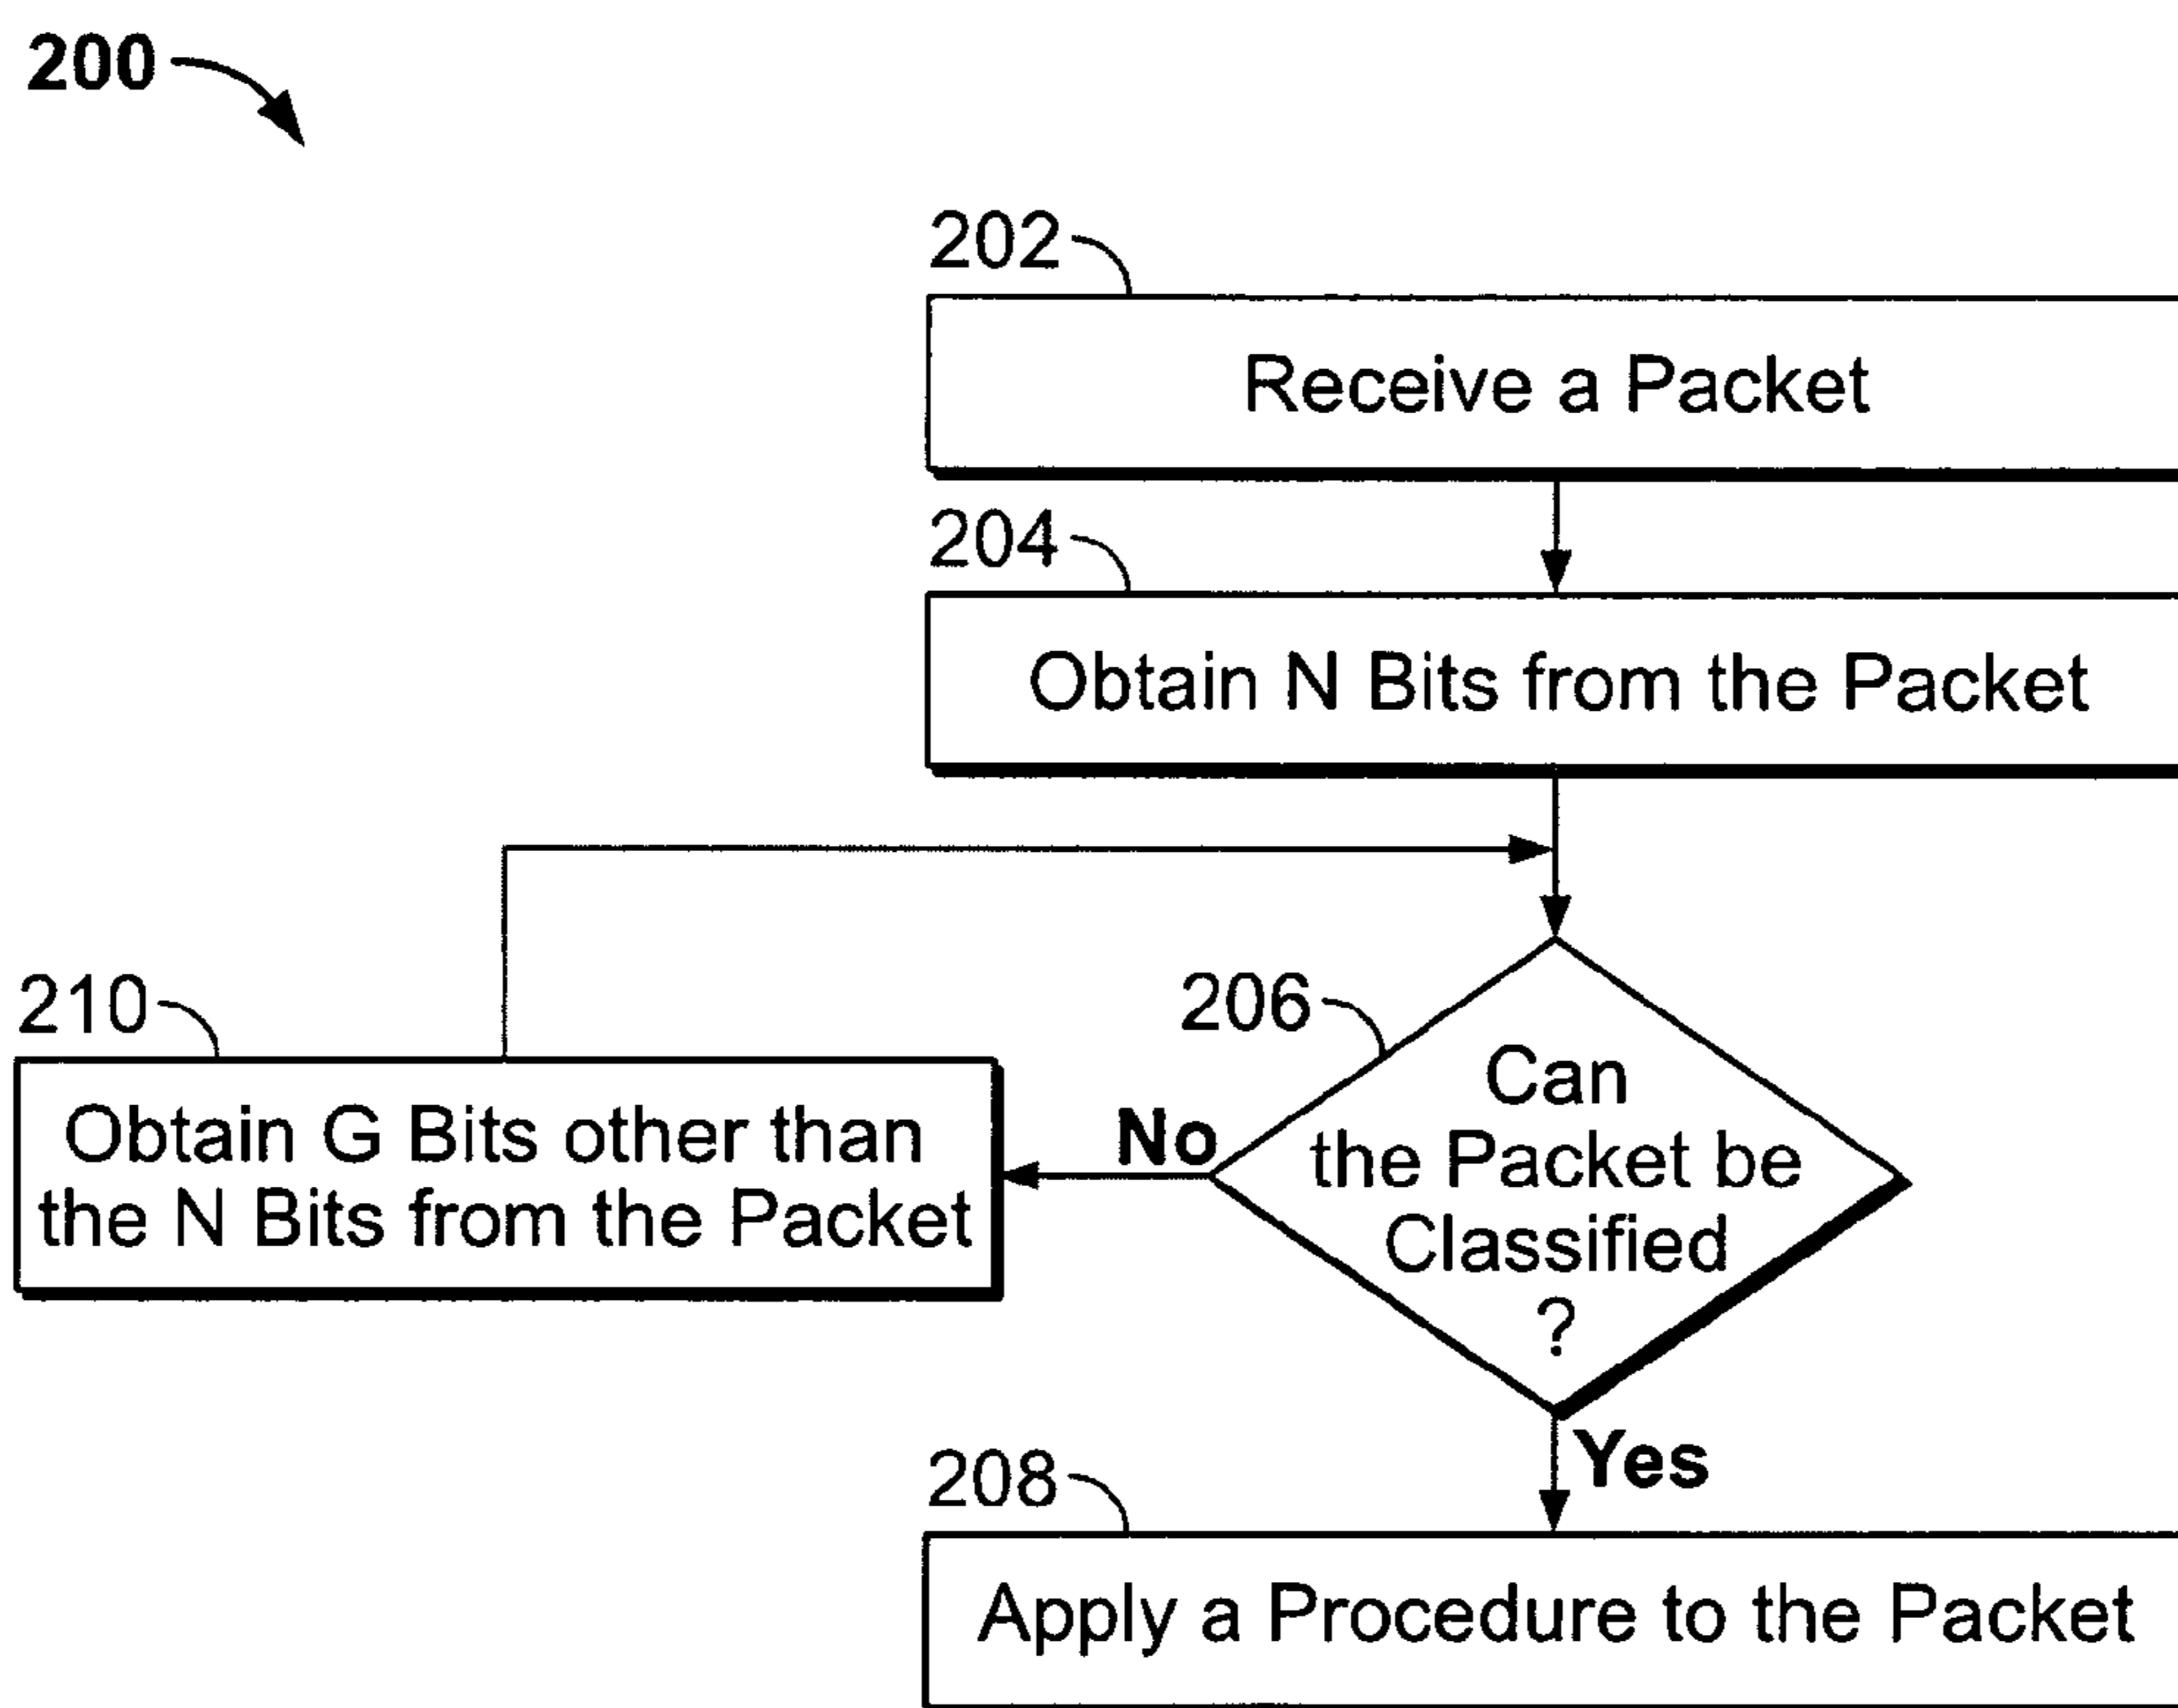 200
202
Receive a Packet
204
Obtain N Bits from the Packet
210
Obtain G Bits other than
the N Bits from the Packet
No
206
Can
the Packet be
Classified
?
Yes
208
Apply a Procedure to the Packet